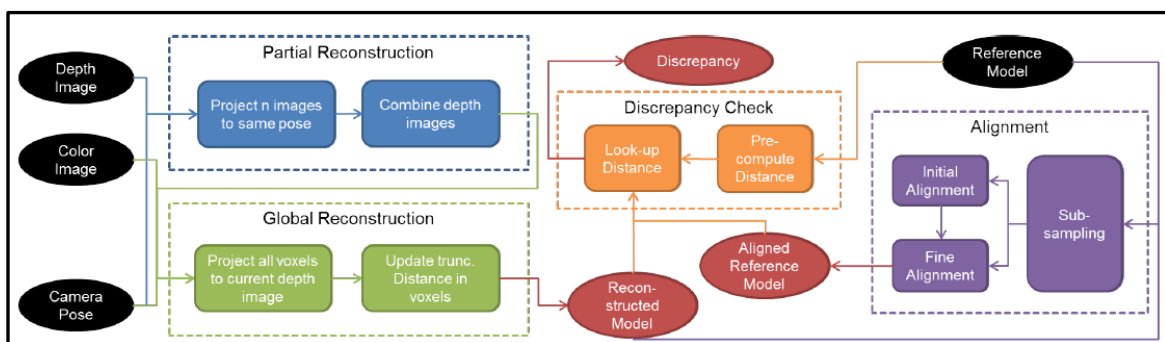 Depth
Image
Color
Image
Camera
Pose
Partial Reconstruction
Project n images
to same pose
Combine depth
images
Global Reconstruction
Project all voxels
to current depth
image
Update trunc.
Distance in
voxels
Discrepancy
Discrepancy Check
Look-up
Distance
Pre-
compute
Distance
Recon-
structed
Model
Aligned
Reference
Model
Reference
Model
Alignment
Initial
Alignment
Fine
Alignment
Sub-
sampling